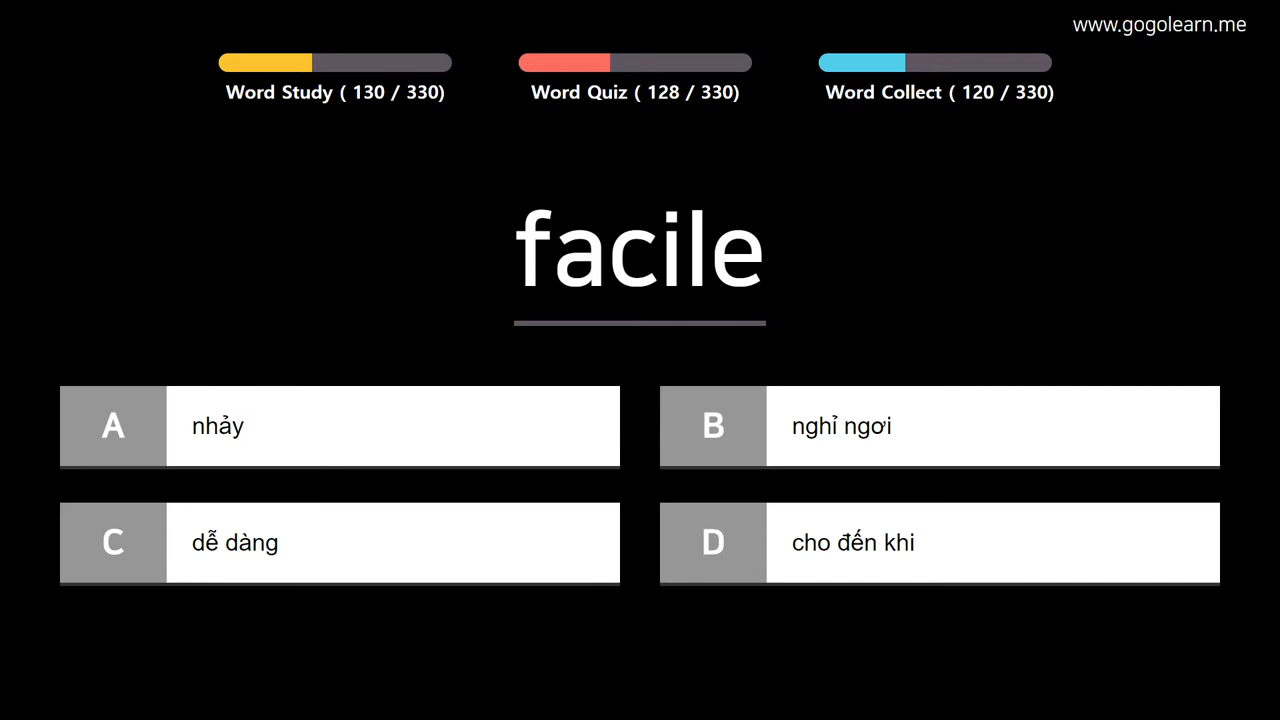 www.gogolearn.me
Word Study ( 130 / 330)
Word Quiz ( 128 / 330)
Word Collect ( 120 / 330)
facile
A nhảy
B nghỉ ngơi
C dễ dàng
D cho đến khi